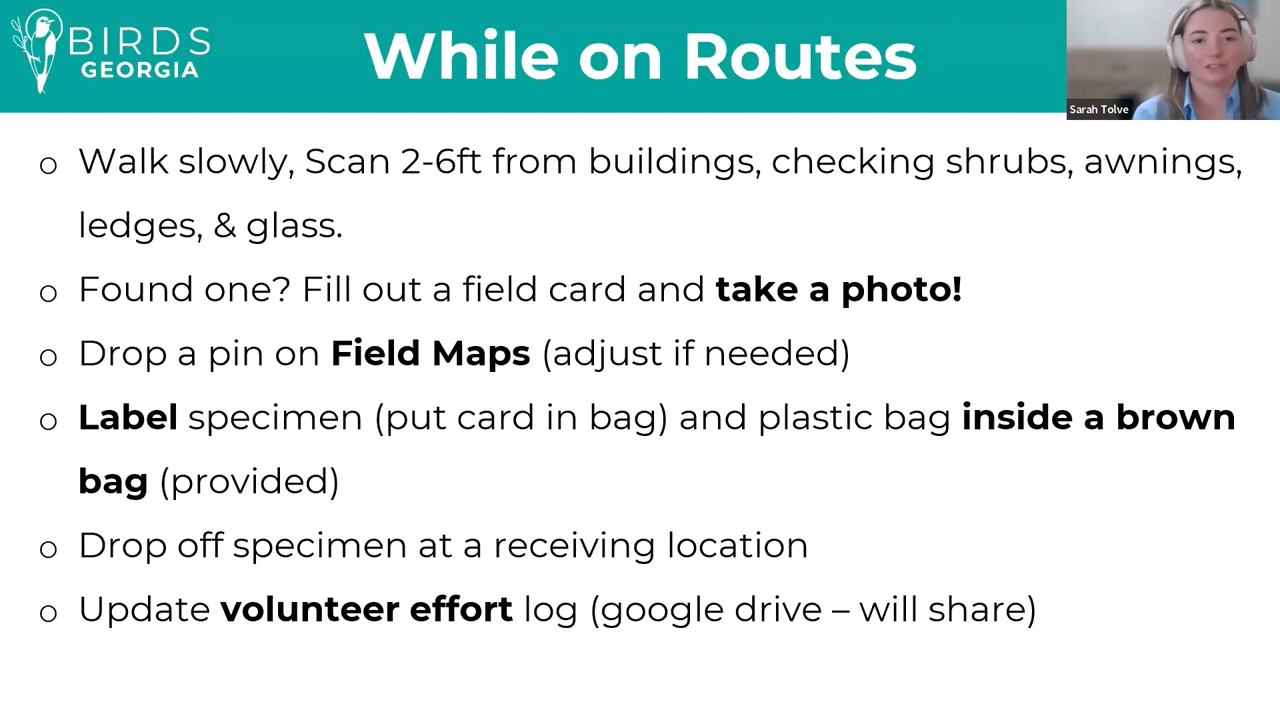 BIRDS
GEORGIA
While on Routes
Sarah Tolve
o Walk slowly, Scan 2-6ft from buildings, checking shrubs, awnings,
ledges, & glass.
o Found one? Fill out a field card and take a photo!
o Drop a pin on Field Maps (adjust if needed)
o Label specimen (put card in bag) and plastic bag inside a brown
bag (provided)
o Drop off specimen at a receiving location
o Update volunteer effort log (google drive – will share)